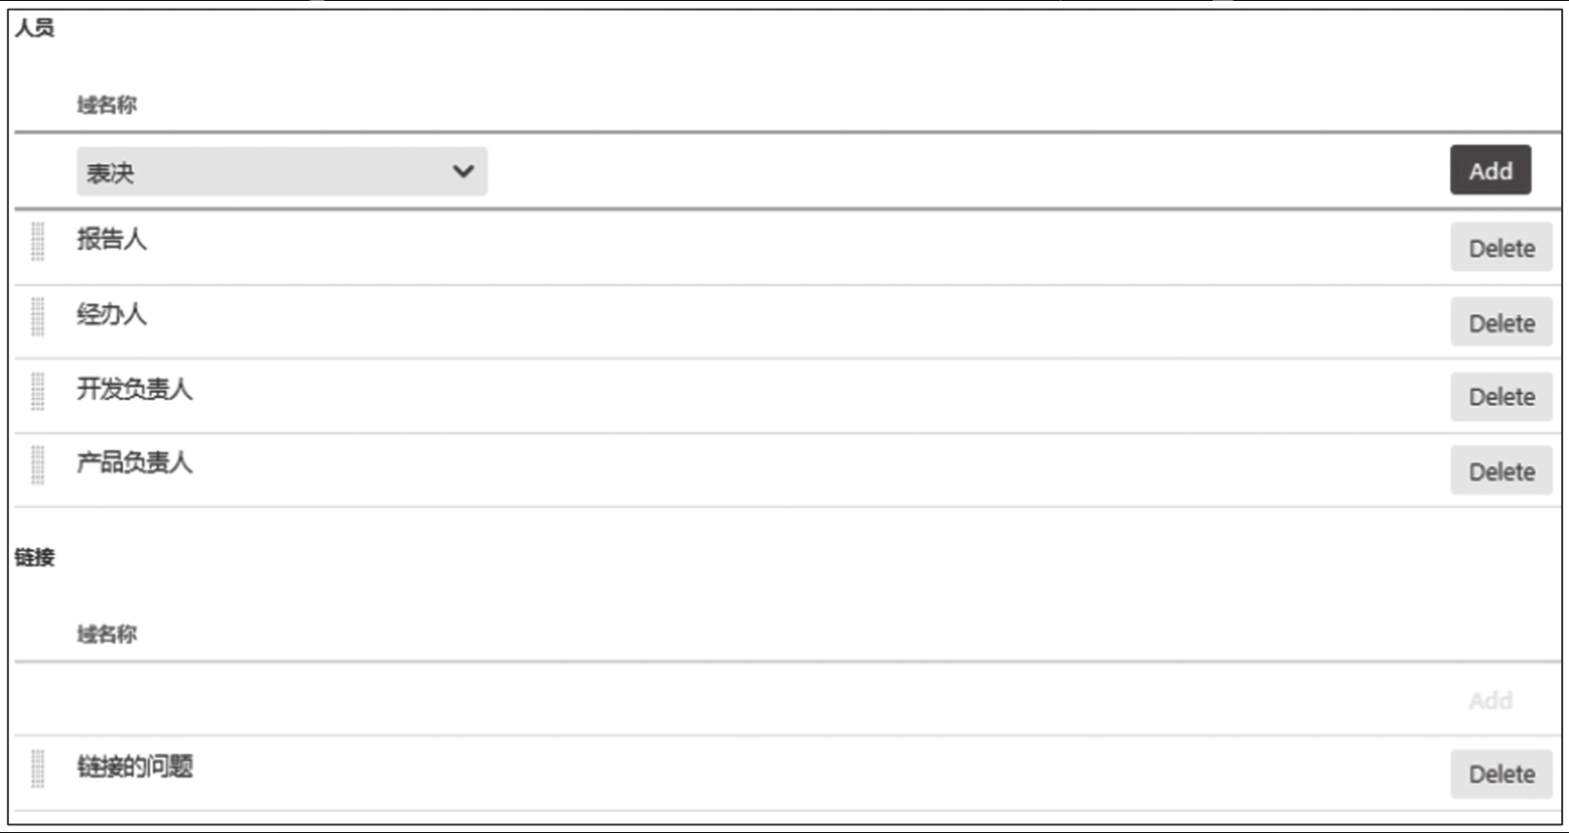 人员
域名称
表决
Add
报告人
Delete
经办人
Delete
开发负责人
Delete
产品负责人
Delete
链接
域名称
Add
链接的问题
Delete